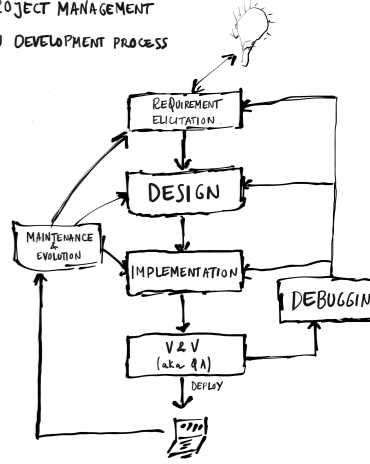 ROJECT MANAGEMENT
DEVELOPMENT PROCESS
REQUIREMENT
ELICITATION
DESIGN
MAINTENANCE
&
EVOLUTION
IMPLEMENTATION
DEBUGGIN
V & V
(aka QA)
DEPLOY